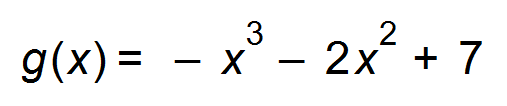 g(x) = − x³ − 2x² + 7